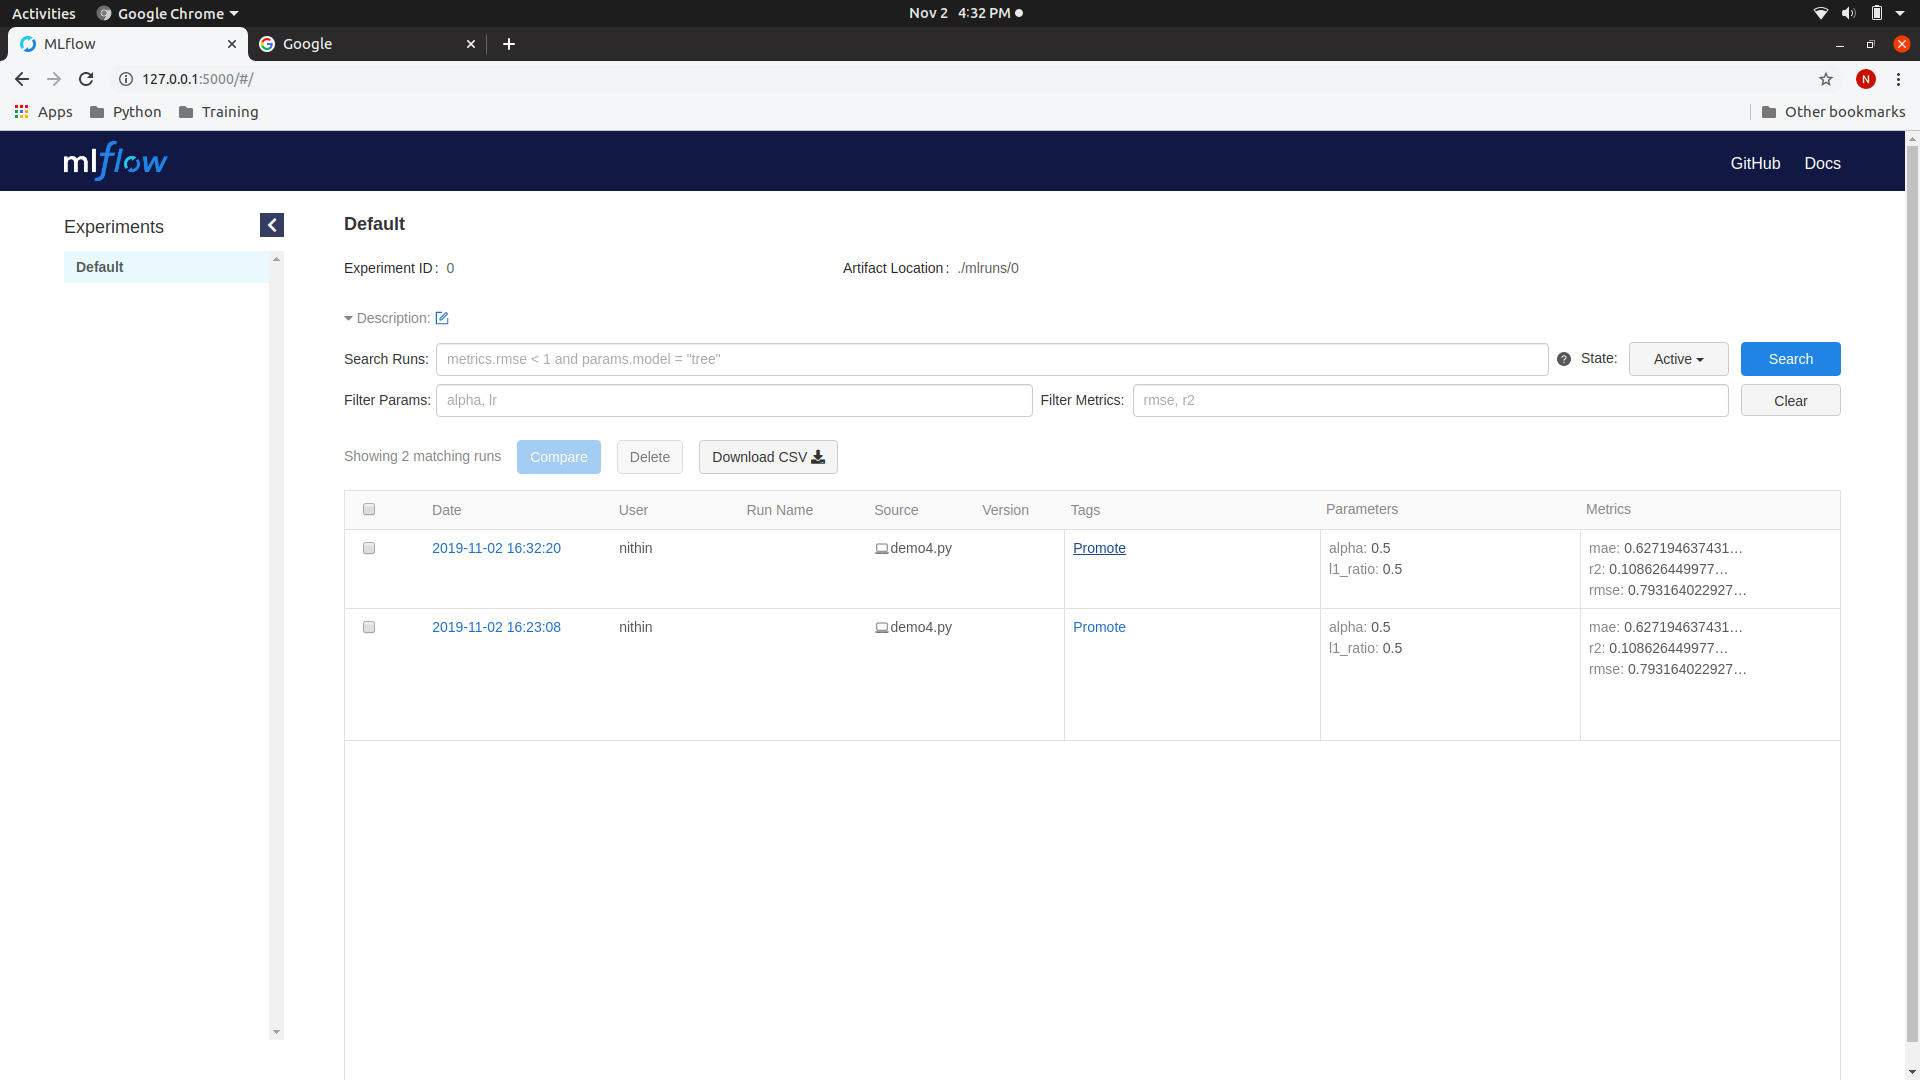 Activities Google Chrome Nov 2 4:32 PM
MLflow Google
127.0.0.1:5000/#/ N
Apps Python Training Other bookmarks
mlflow GitHub Docs
Experiments
Default
Default
Experiment ID: 0 Artifact Location: ./mlruns/0
Description:
Search Runs: metrics.rmse < 1 and params.model = "tree" ? State: Active Search
Filter Params: alpha, lr Filter Metrics: rmse, r2 Clear
Showing 2 matching runs Compare Delete Download CSV
Date User Run Name Source Version Tags Parameters Metrics
2019-11-02 16:32:20 nithin demo4.py Promote alpha: 0.5 mae: 0.627194637431...
l1_ratio: 0.5 r2: 0.108626449977...
rmse: 0.793164022927...
2019-11-02 16:23:08 nithin demo4.py Promote alpha: 0.5 mae: 0.627194637431...
l1_ratio: 0.5 r2: 0.108626449977...
rmse: 0.793164022927...